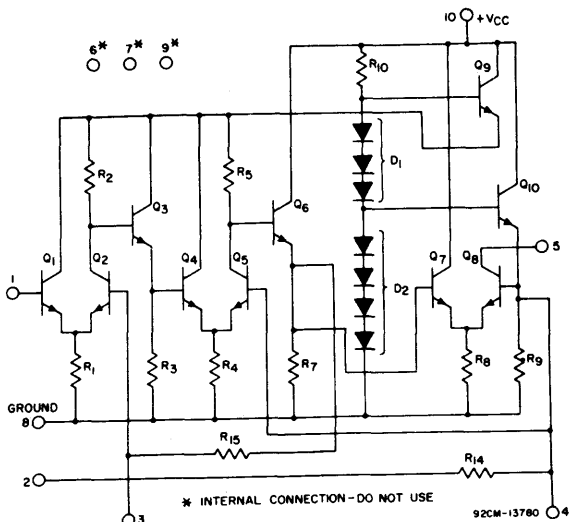 10 +VCC
6* 7* 9*
R10 Q9
R2 R5 D1
Q3 Q6 Q10
Q1 Q2 Q4 Q5 Q7 Q8 5
1 D2
R1 R3 R4 R7 R8 R9
GROUND
8
R15
2 R14
* INTERNAL CONNECTION-DO NOT USE
3 92CM-13780 4